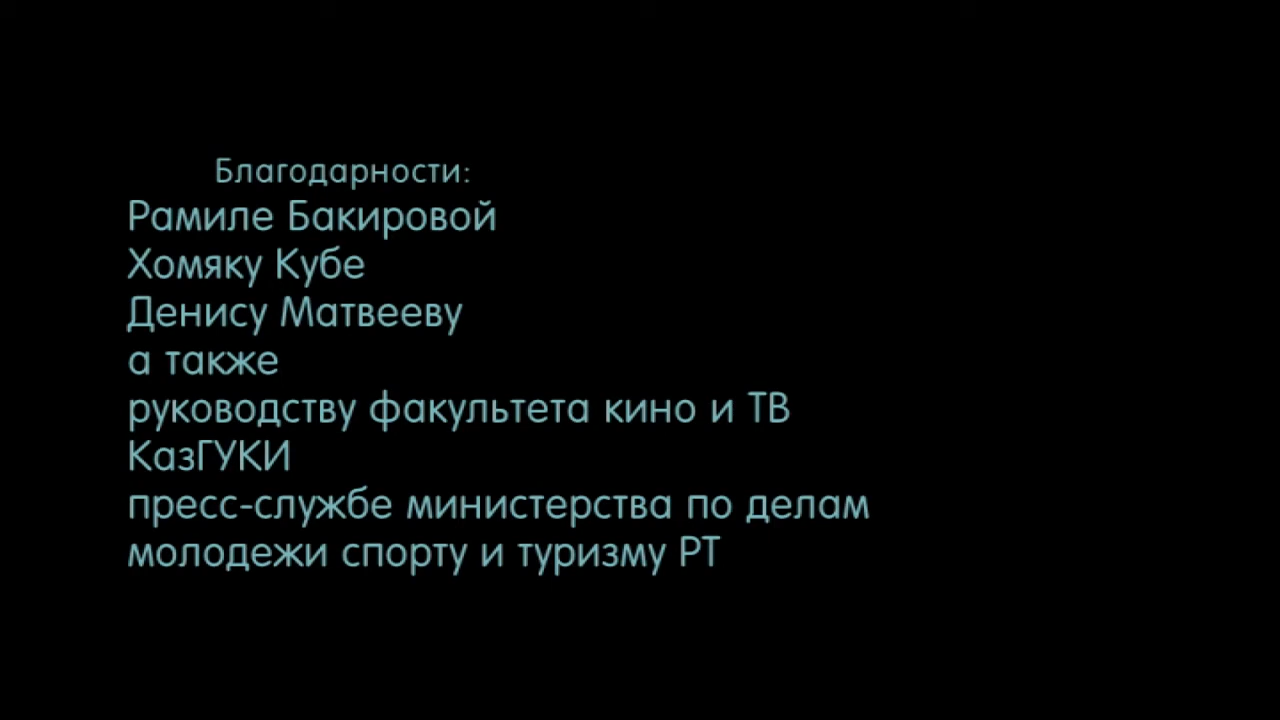 Благодарности:
Рамиле Бакировой
Хомяку Кубе
Денису Матвееву
а также
руководству факультета кино и ТВ
КазГУКИ
пресс-службе министерства по делам
молодежи спорту и туризму РТ